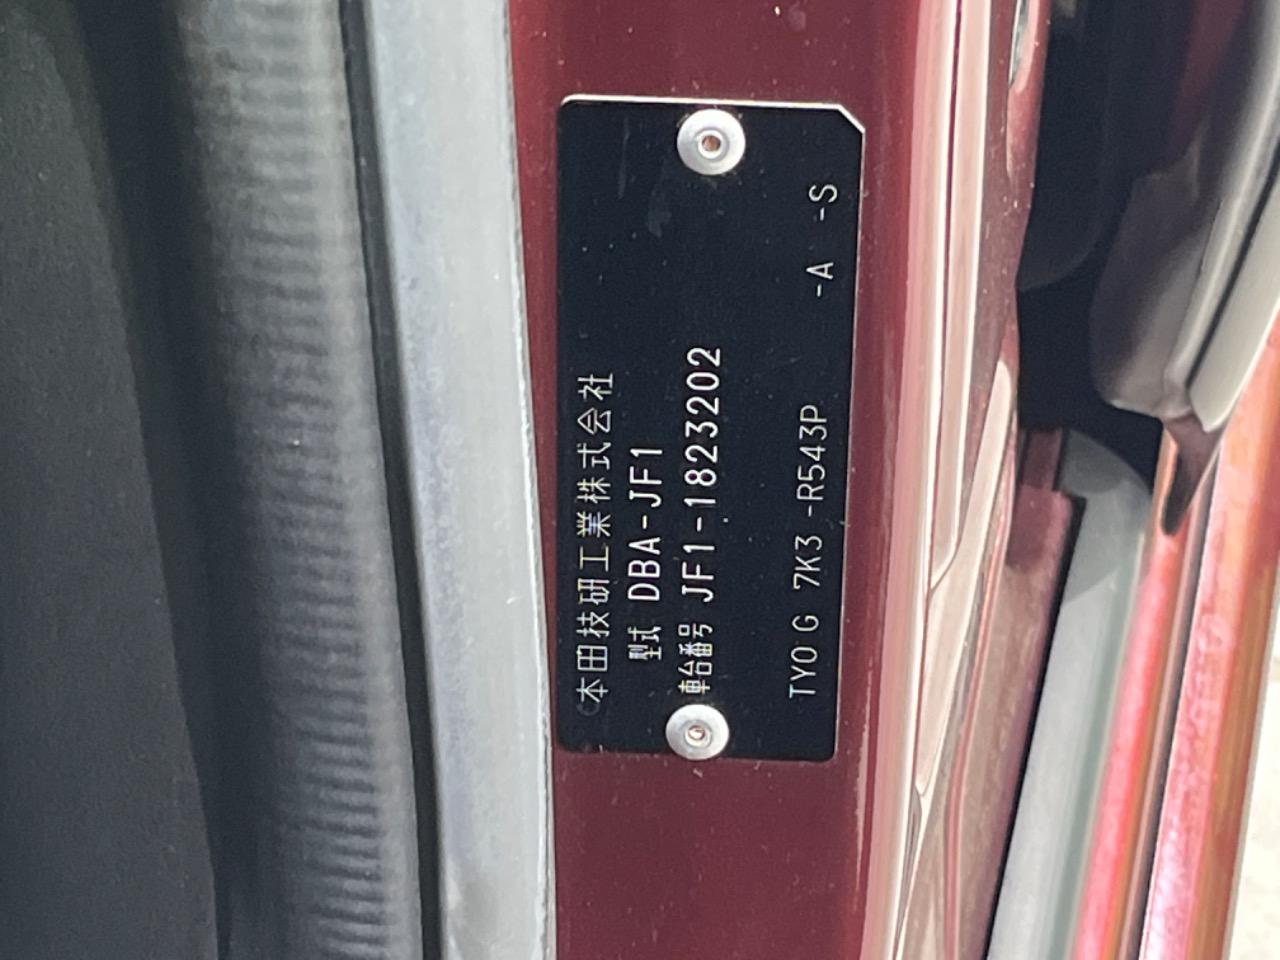 本田技研工業株式会社
型式 DBA-JF1
車台番号 JF1-1823202
TYO G 7K3 -R543P -A -S